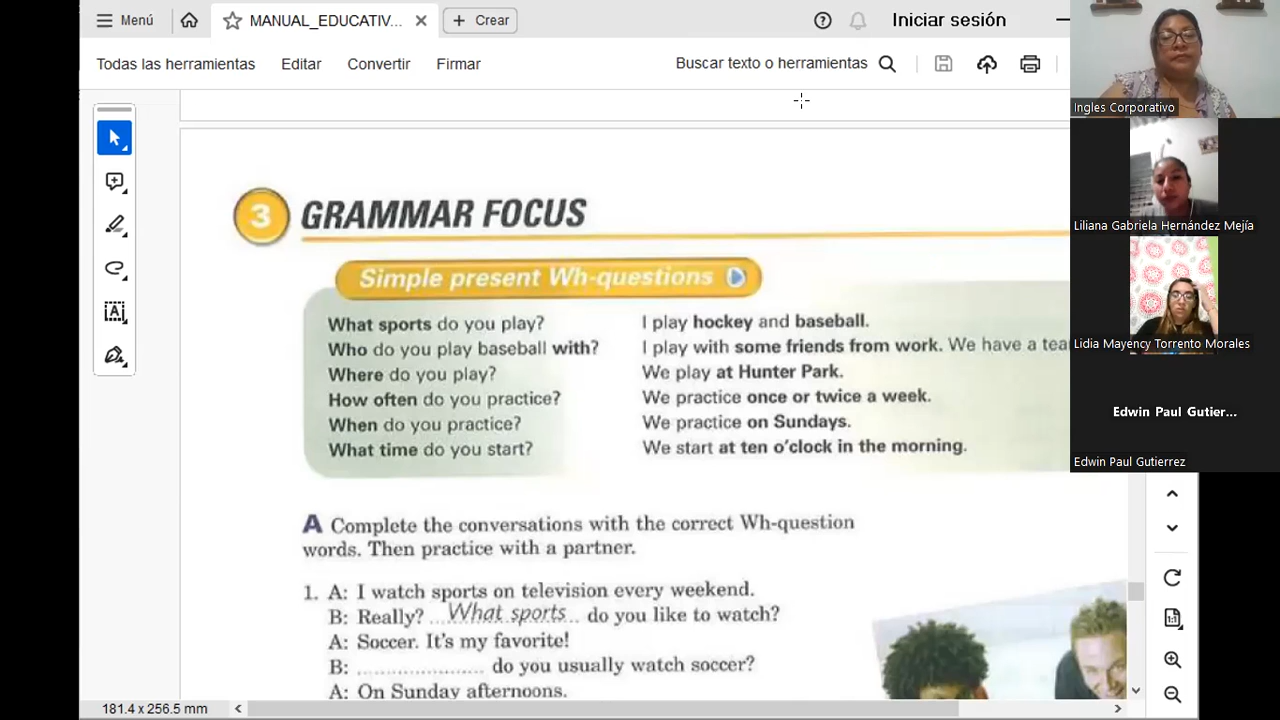 Menú
MANUAL_EDUCATIV...
Crear
Iniciar sesión
Todas las herramientas
Editar
Convertir
Firmar
Buscar texto o herramientas
3 GRAMMAR FOCUS
Simple present Wh-questions
What sports do you play? I play hockey and baseball.
Who do you play baseball with? I play with some friends from work. We have a tea
Where do you play? We play at Hunter Park.
How often do you practice? We practice once or twice a week.
When do you practice? We practice on Sundays.
What time do you start? We start at ten o'clock in the morning.
A Complete the conversations with the correct Wh-question
words. Then practice with a partner.
1. A: I watch sports on television every weekend.
B: Really? ...What sports... do you like to watch?
A: Soccer. It's my favorite!
B: ..................... do you usually watch soccer?
A: On Sunday afternoons.
181.4 x 256.5 mm
Ingles Corporativo
Liliana Gabriela Hernández Mejía
Lidia Mayency Torrento Morales
Edwin Paul Gutier...
Edwin Paul Gutierrez
1:1